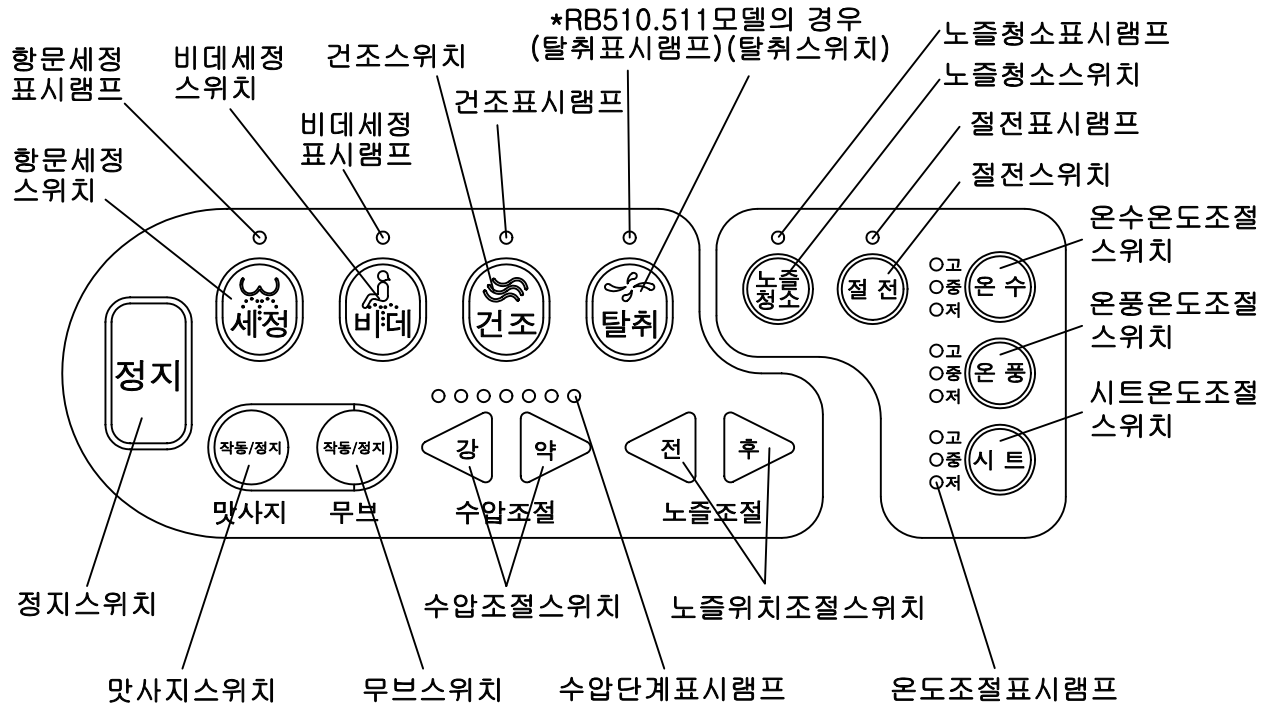 *RB510.511모델의 경우
(탈취표시램프)(탈취스위치)
항문세정
표시램프
비데세정
스위치
건조스위치
건조표시램프
비데세정
표시램프
항문세정
스위치
노즐청소표시램프
노즐청소스위치
절전표시램프
절전스위치
온수온도조절
스위치
온풍온도조절
스위치
시트온도조절
스위치
세정
비데
건조
탈취
노즐
청소
절 전
고
중
저
온 수
고
중
저
온 풍
고
중
저
시 트
정지
작동/정지
작동/정지
강
약
전
후
맛사지
무브
수압조절
노즐조절
정지스위치
수압조절스위치
노즐위치조절스위치
맛사지스위치
무브스위치
수압단계표시램프
온도조절표시램프